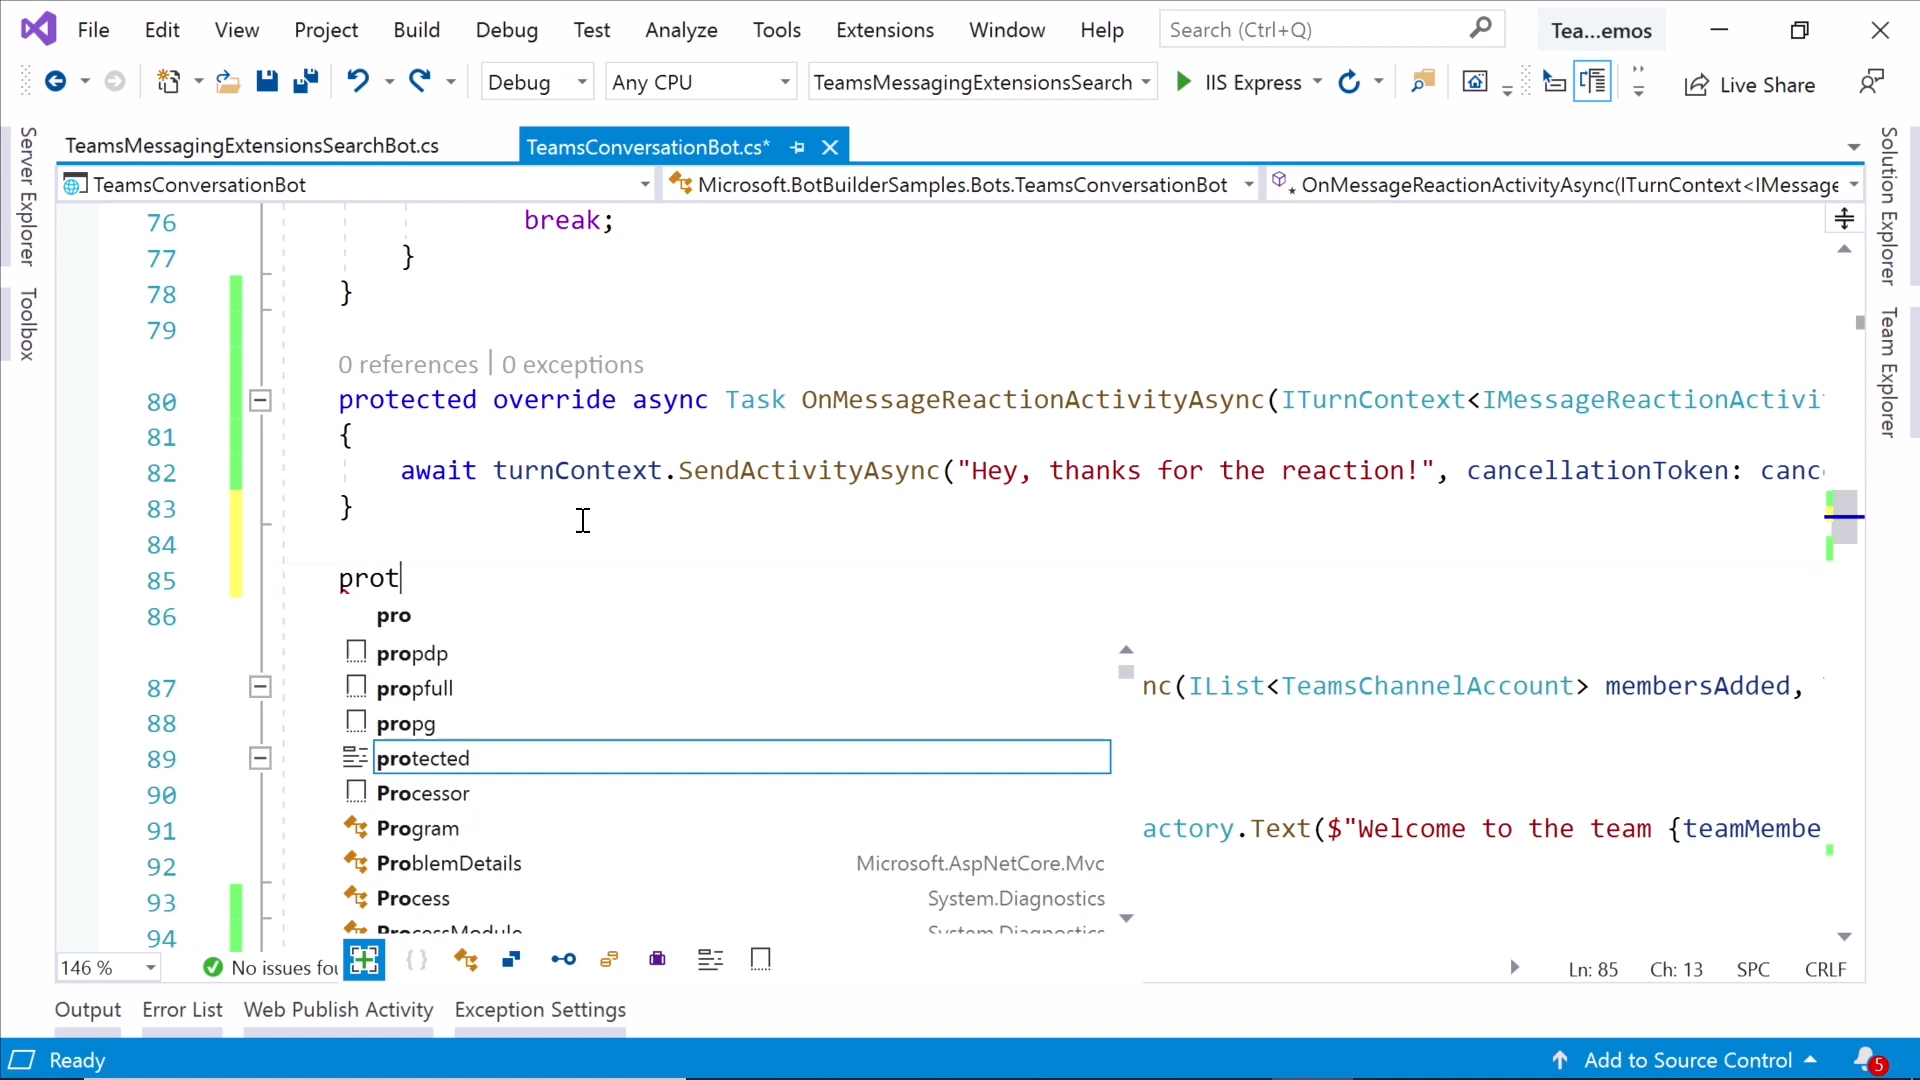 File Edit View Project Build Debug Test Analyze Tools Extensions Window Help Search (Ctrl+Q) Tea...emos
Debug Any CPU TeamsMessagingExtensionsSearch IIS Express Live Share
Server Explorer
Toolbox
TeamsMessagingExtensionsSearchBot.cs TeamsConversationBot.cs*
TeamsConversationBot Microsoft.BotBuilderSamples.Bots.TeamsConversationBot OnMessageReactionActivityAsync(ITurnContext<IMessage
76 break;
77 }
78 }
79
0 references | 0 exceptions
80 protected override async Task OnMessageReactionActivityAsync(ITurnContext<IMessageReactionActivi
81 {
82 await turnContext.SendActivityAsync("Hey, thanks for the reaction!", cancellationToken: canc
83 }
84
85 prot
86
pro
propdp
propfull
87 nc(IList<TeamsChannelAccount> membersAdded,
88 propg
89 protected
90 Processor
91 Program actory.Text($"Welcome to the team {teamMembe
92 ProblemDetails Microsoft.AspNetCore.Mvc
93 Process System.Diagnostics
94 ProcessModule System.Diagnostics
146 % No issues fou Ln: 85 Ch: 13 SPC CRLF
Solution Explorer
Team Explorer
Output Error List Web Publish Activity Exception Settings
Ready Add to Source Control 5